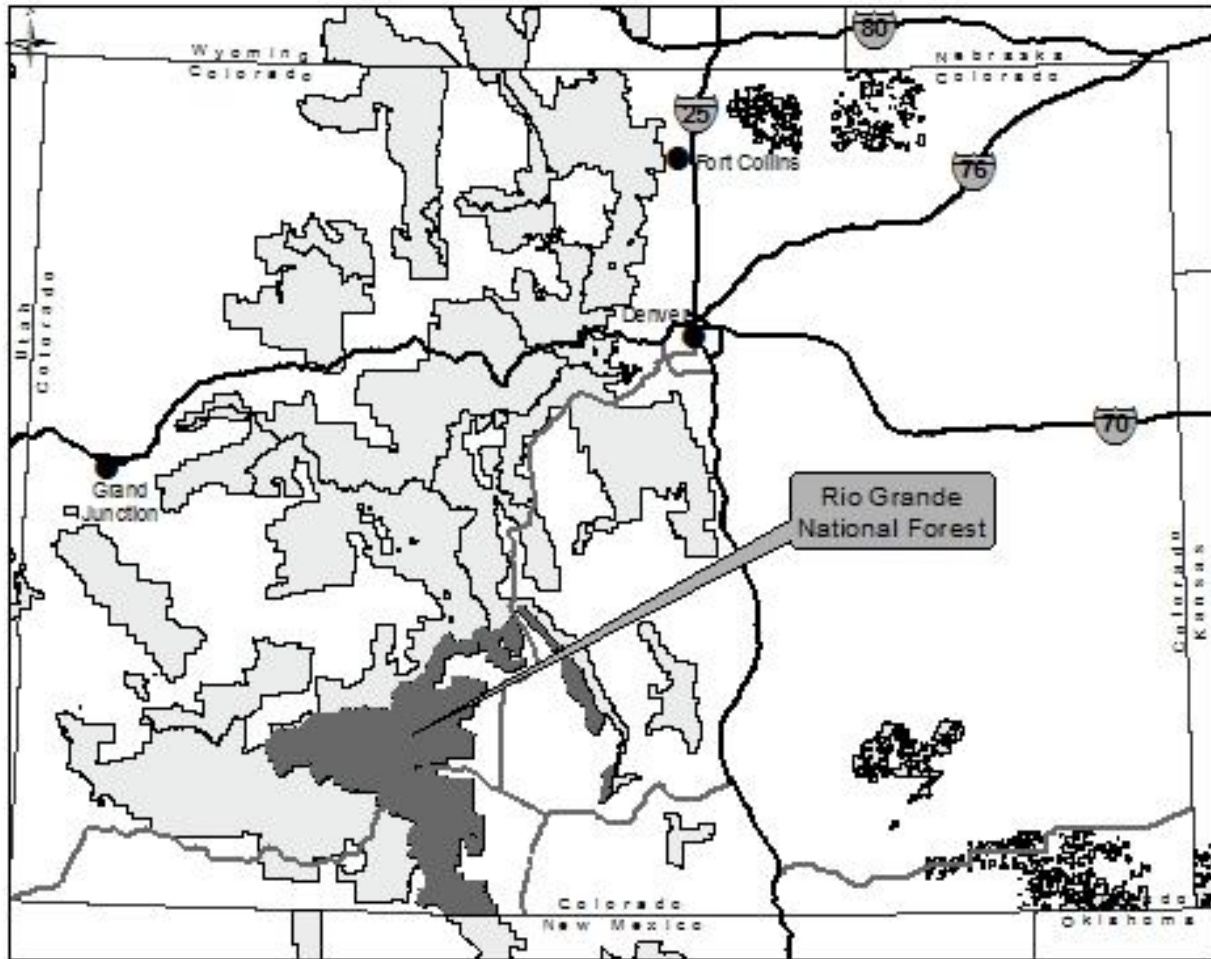 80
Wyoming
Colorado
Nebraska
Colorado
25
Fort Collins
76
Utah
Colorado
Denver
70
Grand
Junction
Rio Grande
National Forest
Colorado
Kansas
Colorado
New Mexico
Oklahoma